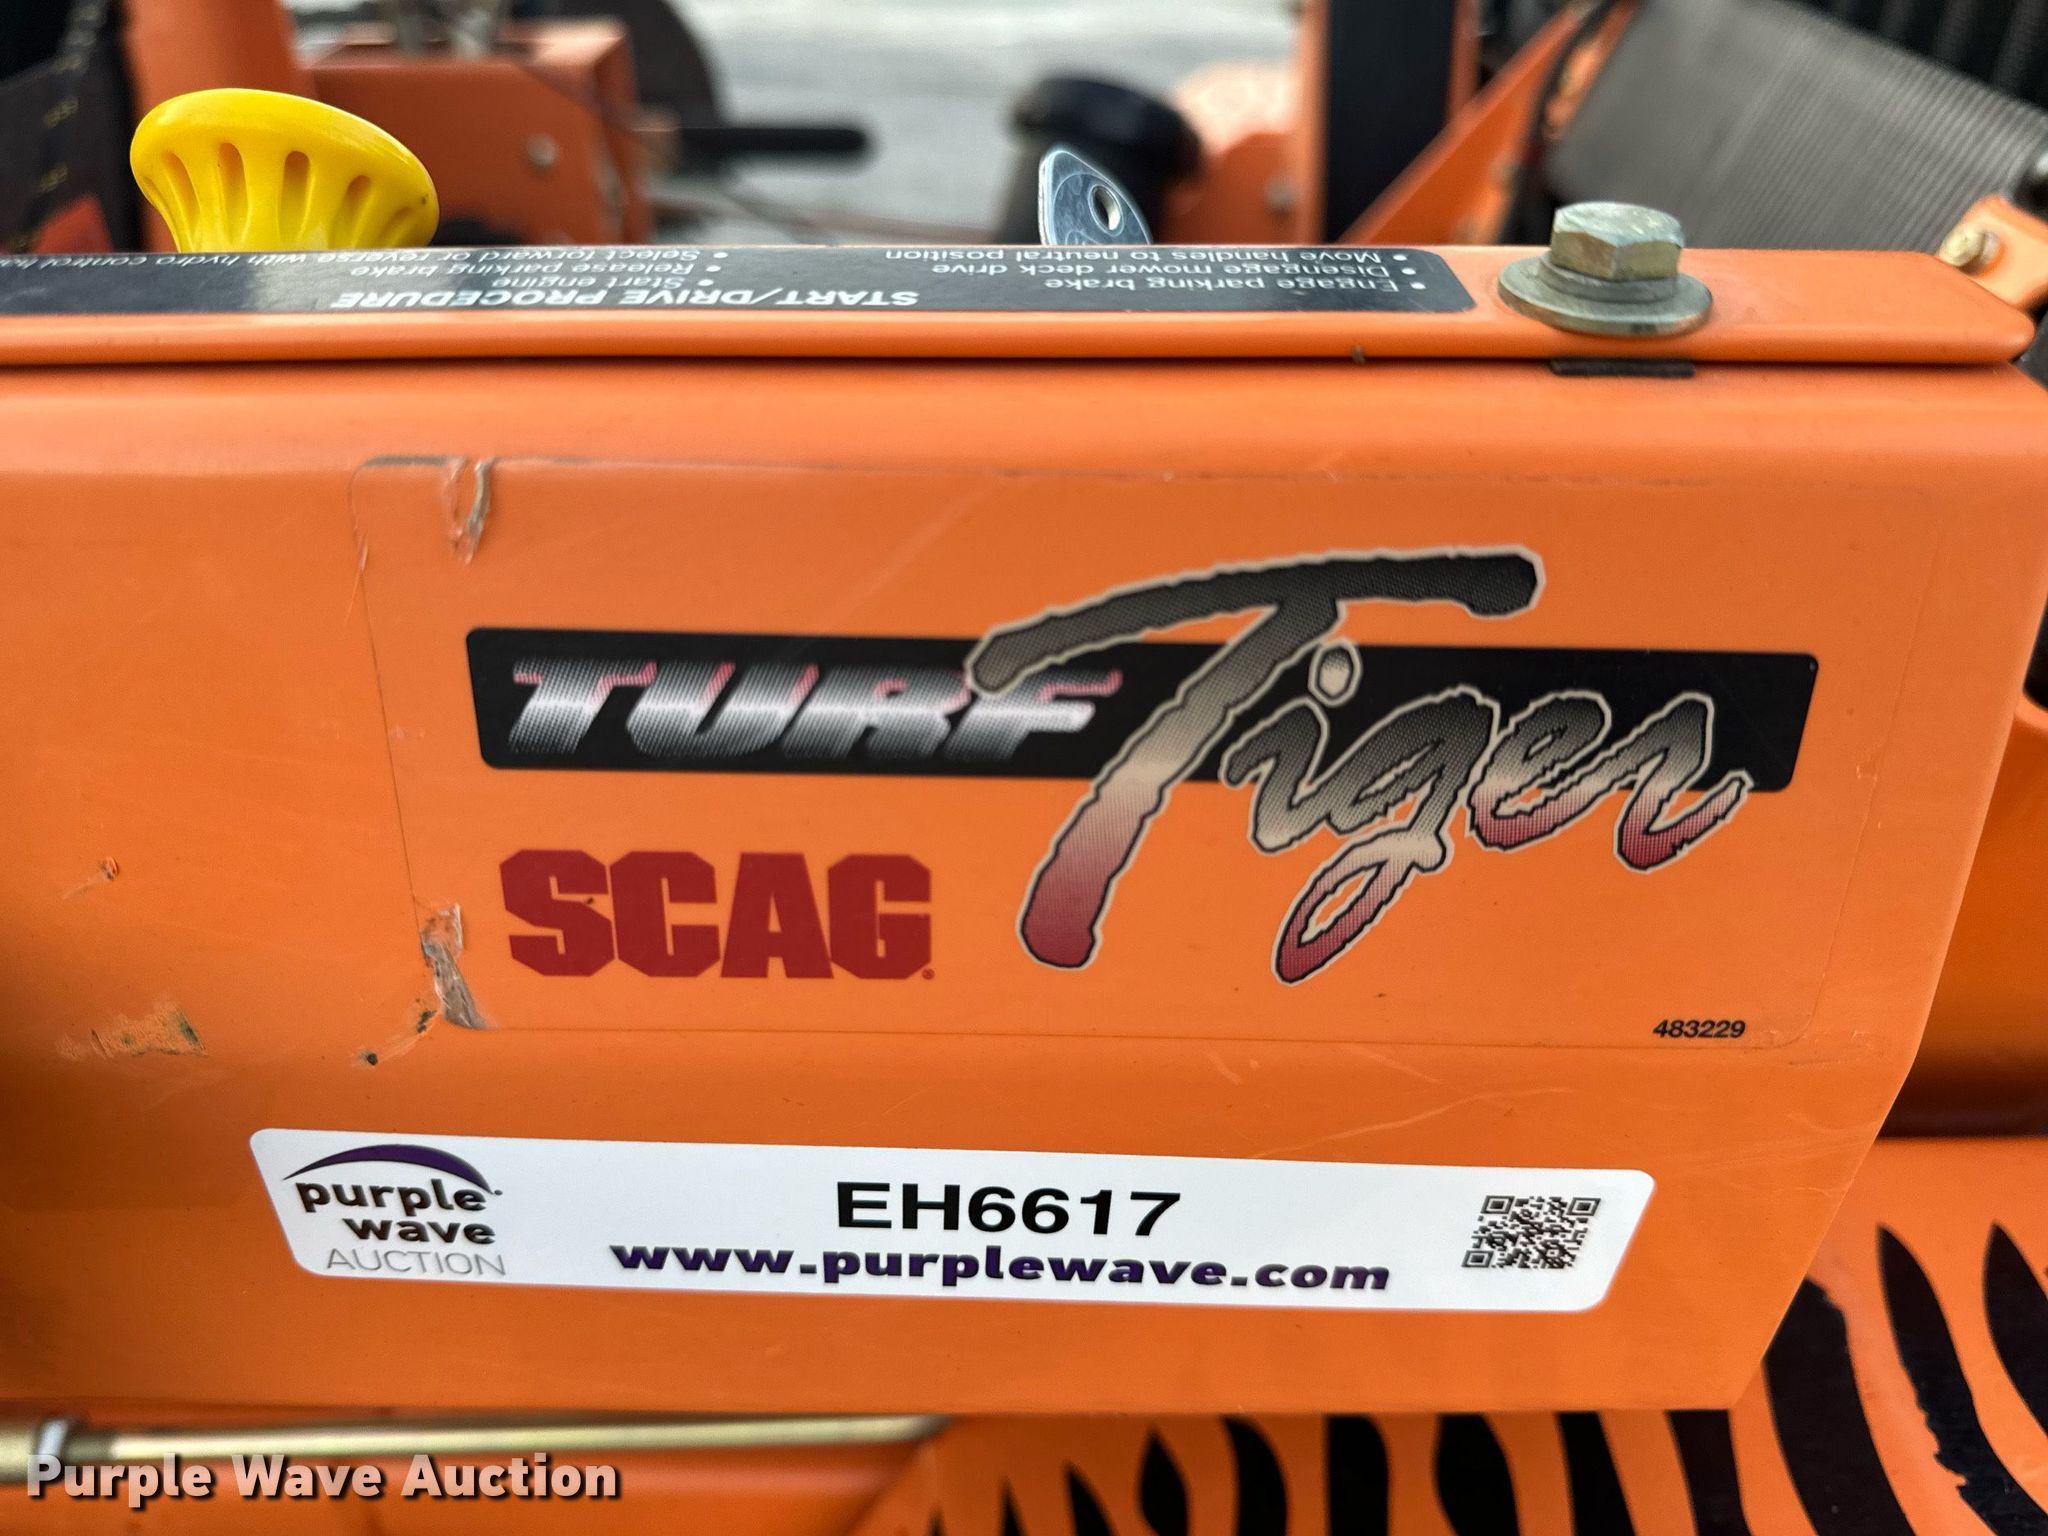 START/DRIVE PROCEDURE
• Start engine
• Release parking brake
• Select forward or reverse with hydro control
• Engage parking brake
• Disengage mower deck drive
• Move handles to neutral position
TURF Tiger
SCAG
483229
purple
wave
AUCTION
EH6617
www.purplewave.com
Purple Wave Auction